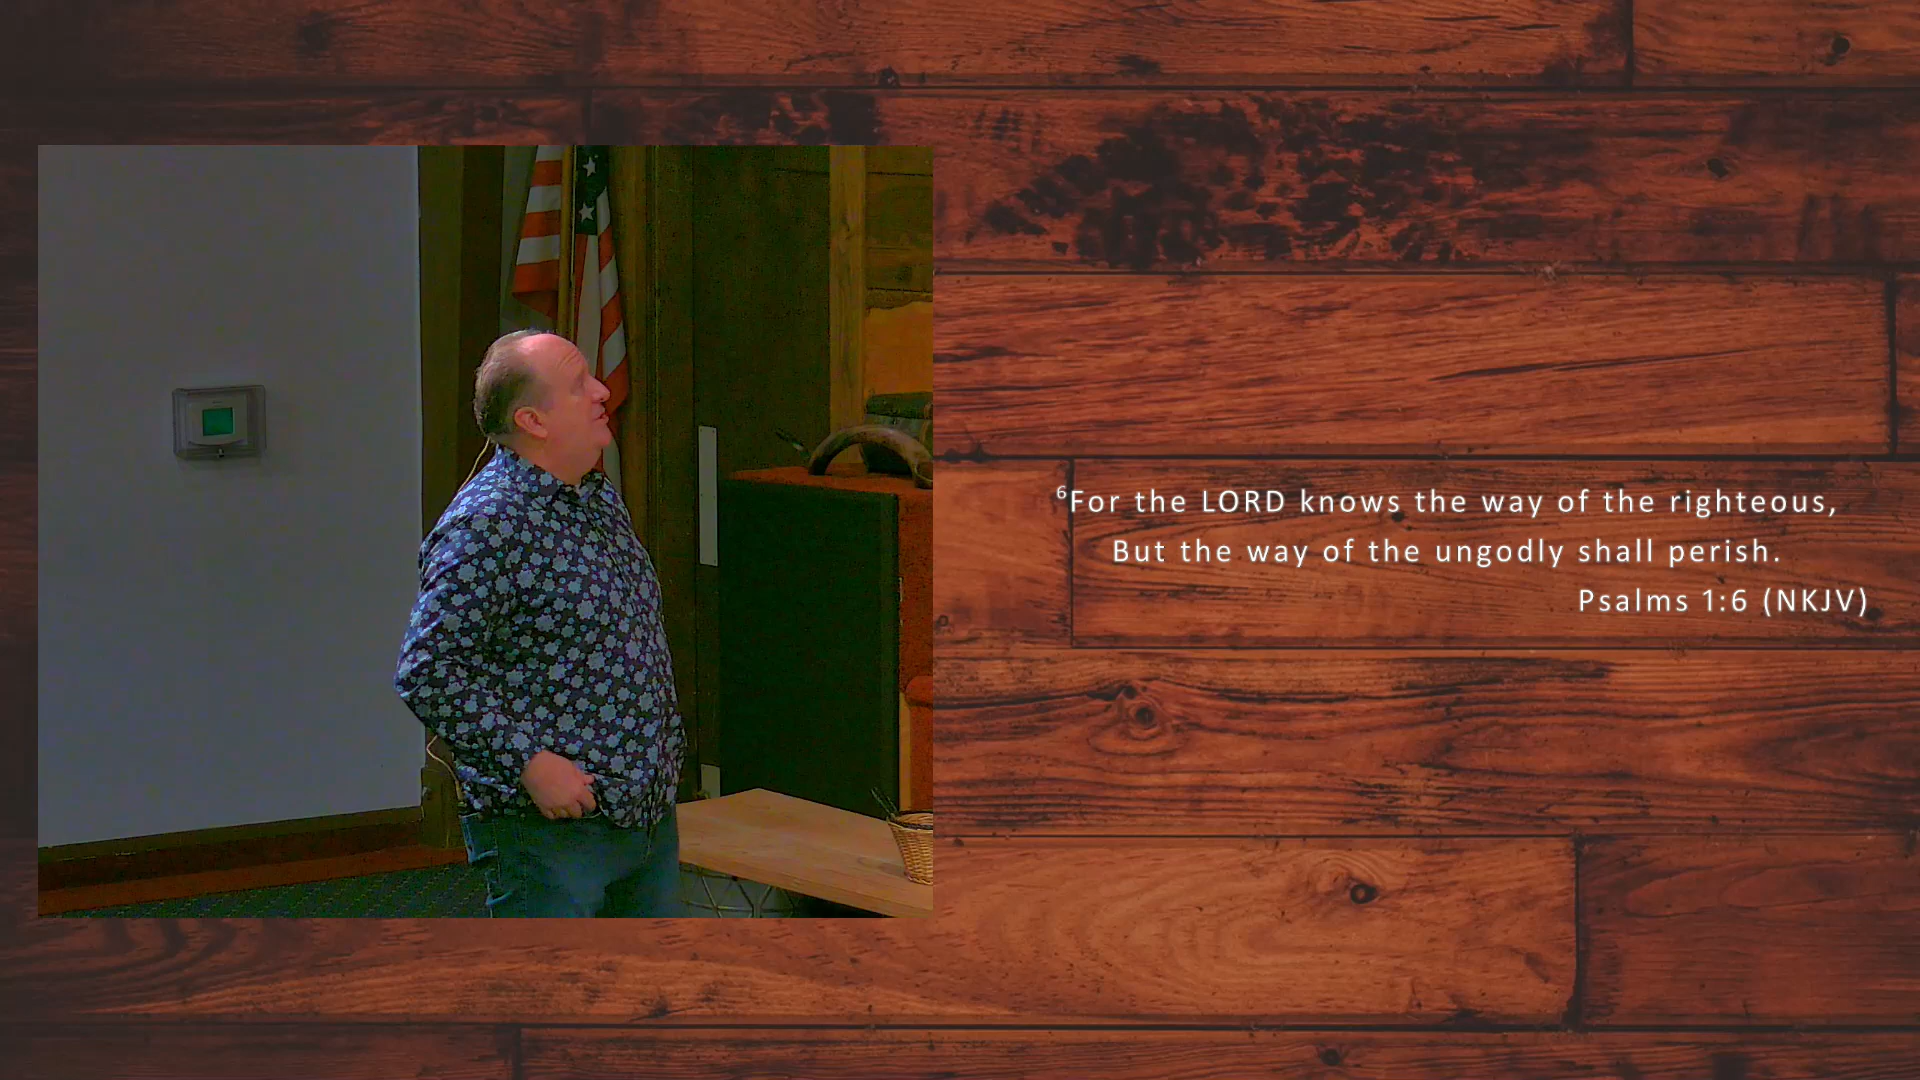 ⁶For the LORD knows the way of the righteous,
But the way of the ungodly shall perish.
Psalms 1:6 (NKJV)